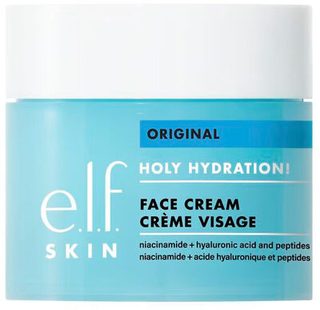 ORIGINAL
HOLY HYDRATION!
e.l.f.
SKIN
FACE CREAM
CRÈME VISAGE
niacinamide + hyaluronic acid and peptides
niacinamide + acide hyaluronique et peptides